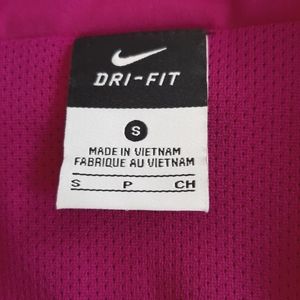 DRI-FIT
S
MADE IN VIETNAM
FABRIQUE AU VIETNAM
S P CH